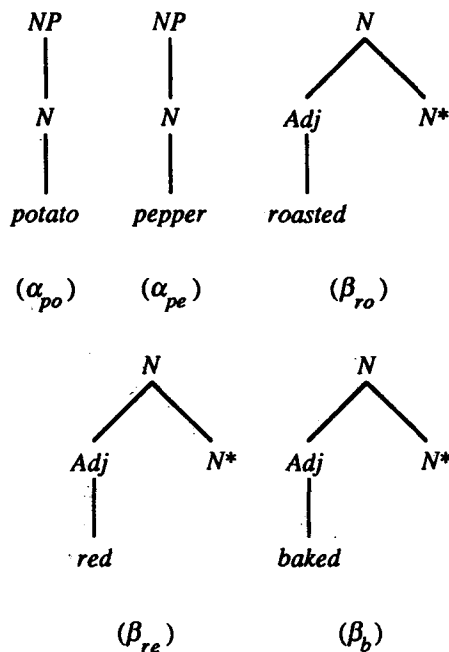 NP NP N
N N Adj N*
potato pepper roasted
(α_po) (α_pe) (β_ro)
N N
Adj N* Adj N*
red baked
(β_re) (β_b)